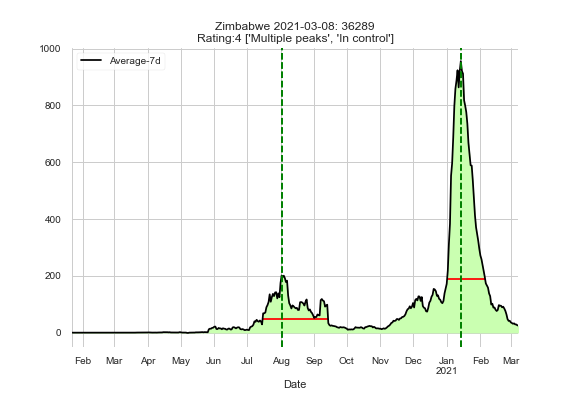 Zimbabwe 2021-03-08: 36289
Rating:4 ['Multiple peaks', 'In control']
Average-7d
1000
800
600
400
200
0
Feb Mar Apr May Jun Jul Aug Sep Oct Nov Dec Jan Feb Mar
2021
Date